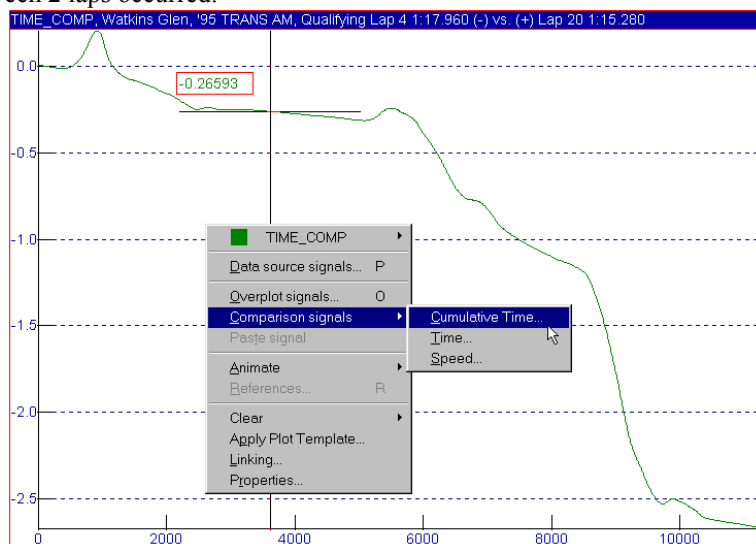 TIME_COMP, Watkins Glen, '95 TRANS AM, Qualifying Lap 4 1:17.960 (-) vs. (+) Lap 20 1:15.280
0.0
-0.26593
-0.5
-1.0
TIME_COMP
Data source signals... P
Overplot signals... O
Comparison signals
Cumulative Time...
-1.5
Paste signal
Time...
Speed...
Animate
References... R
-2.0
Clear
Apply Plot Template...
Linking...
Properties...
-2.5
0 2000 4000 6000 8000 10000